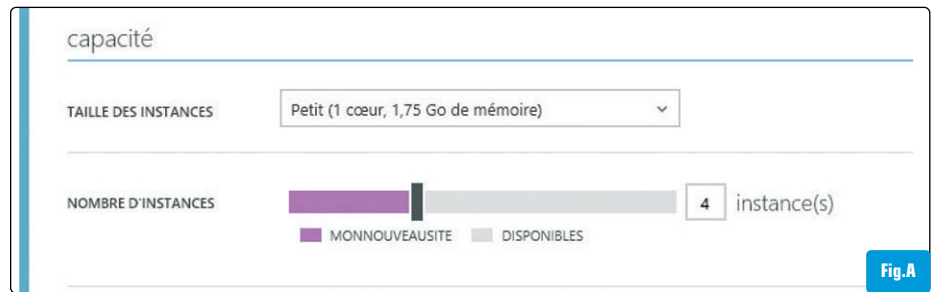 capacité
TAILLE DES INSTANCES Petit (1 cœur, 1,75 Go de mémoire)
NOMBRE D'INSTANCES 4 instance(s)
MONNOUVEAUSITE DISPONIBLES
Fig.A